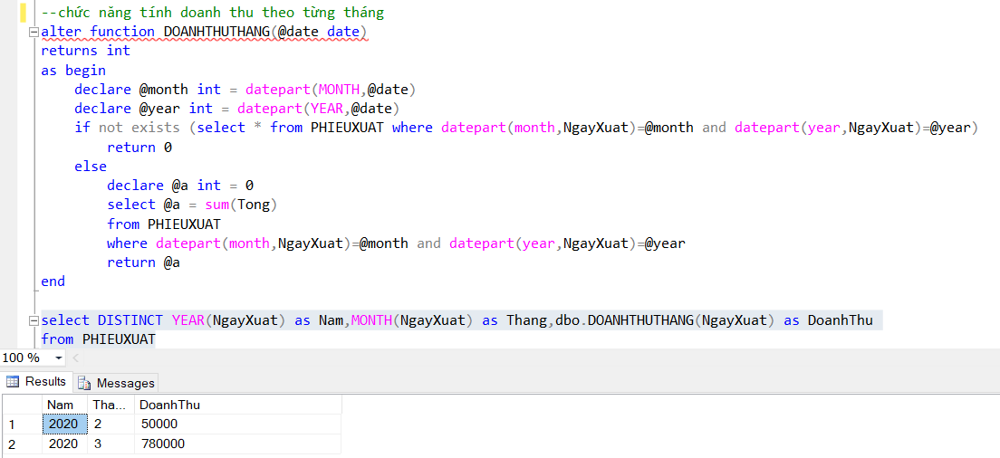 --chức năng tính doanh thu theo từng tháng
alter function DOANHTHUTHANG(@date date)
returns int
as begin
declare @month int = datepart(MONTH,@date)
declare @year int = datepart(YEAR,@date)
if not exists (select * from PHIEUXUAT where datepart(month,NgayXuat)=@month and datepart(year,NgayXuat)=@year)
return 0
else
declare @a int = 0
select @a = sum(Tong)
from PHIEUXUAT
where datepart(month,NgayXuat)=@month and datepart(year,NgayXuat)=@year
return @a
end
select DISTINCT YEAR(NgayXuat) as Nam,MONTH(NgayXuat) as Thang,dbo.DOANHTHUTHANG(NgayXuat) as DoanhThu
from PHIEUXUAT
100 %
Results Messages
Nam Tha... DoanhThu
1 2020 2 50000
2 2020 3 780000